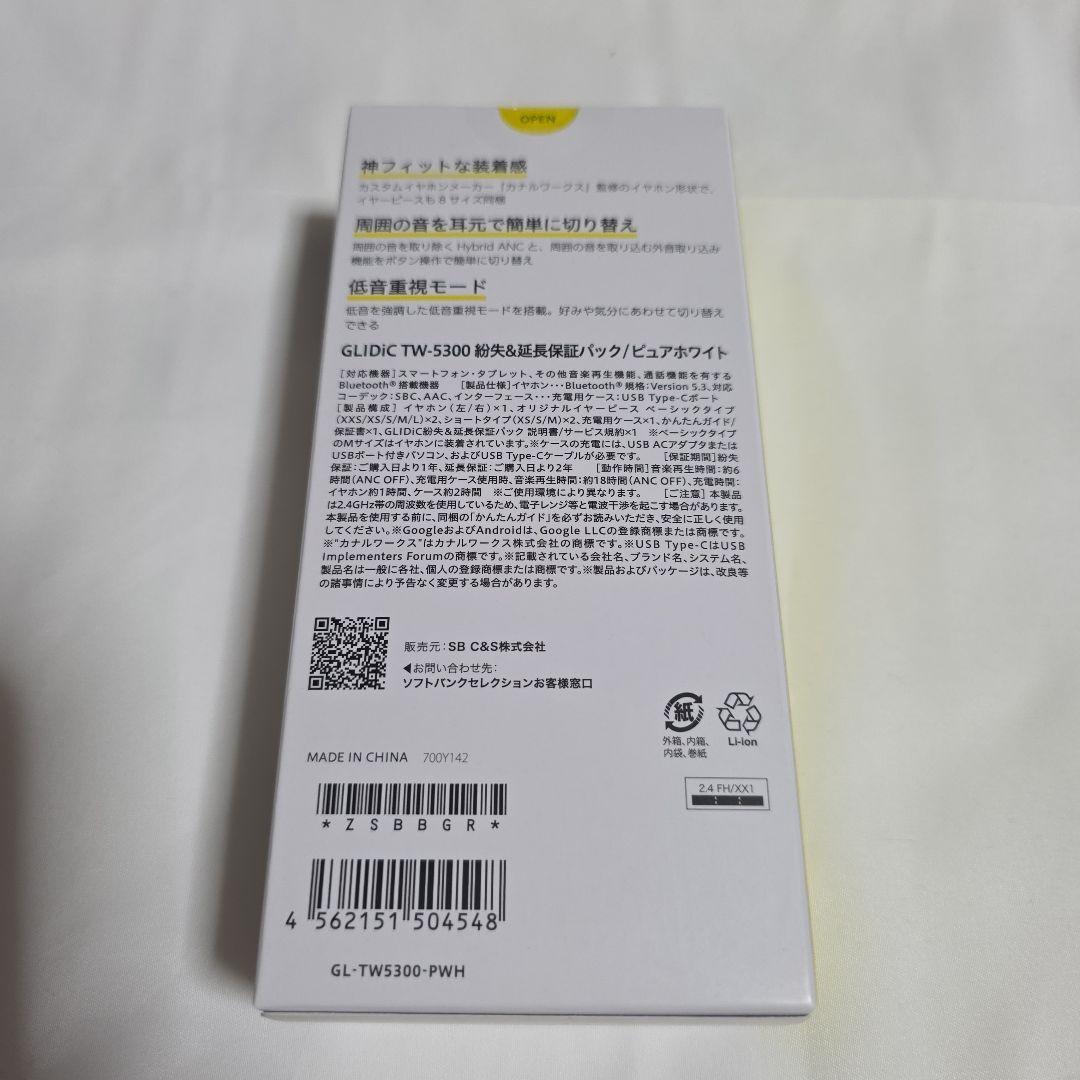 OPEN
神フィットな装着感
カスタムイヤホンメーカー「カナルワークス」監修のイヤホン形状で、
イヤーピースも8サイズ同梱
周囲の音を耳元で簡単に切り替え
周囲の音を取り除くHybrid ANCと、周囲の音を取り込む外音取り込み
機能をボタン操作で簡単に切り替え
低音重視モード
低音を強調した低音重視モードを搭載。好みや気分にあわせて切り替え
できる
GLIDiC TW-5300 紛失&延長保証パック/ピュアホワイト
[対応機器]スマートフォン・タブレット、その他音楽再生機能、通話機能を有する
Bluetooth®搭載機器 [製品仕様]イヤホン・・・Bluetooth®規格:Version 5.3、対応
コーデック:SBC、AAC、インターフェース・・・充電用ケース:USB Type-Cポート
[製品構成]イヤホン(左/右)×1、オリジナルイヤーピース ベーシックタイプ
(XXS/XS/S/M/L)×2、ショートタイプ(XS/S/M)×2、充電用ケース×1、かんたんガイド/
保証書×1、GLIDiC紛失&延長保証パック 説明書/サービス規約×1 ※ベーシックタイプ
のMサイズはイヤホンに装着されています。※ケースの充電には、USB ACアダプタまたは
USBポート付きパソコン、およびUSB Type-Cケーブルが必要です。 [保証期間]紛失
保証:ご購入日より1年、延長保証:ご購入日より2年 [動作時間]音楽再生時間:約6
時間(ANC OFF)、充電用ケース使用時、音楽再生時間:約18時間(ANC OFF)、充電時間:
イヤホン約1時間、ケース約2時間 ※ご使用環境により異なります。 [ご注意]本製品
は2.4GHz帯の周波数を使用しているため、電子レンジ等と電波干渉を起こす場合があります。
本製品を使用する前に、同梱の「かんたんガイド」を必ずお読みいただき、安全に正しく使用
してください。※GoogleおよびAndroidは、Google LLCの登録商標または商標です。
※“カナルワークス”はカナルワークス株式会社の商標です。※USB Type-CはUSB
Implementers Forumの商標です。※記載されている会社名、ブランド名、システム名、
製品名は一般に各社、個人の登録商標または商標です。※製品およびパッケージは、改良等
の諸事情により予告なく変更する場合があります。
販売元:SB C&S株式会社
◀お問い合わせ先:
ソフトバンクセレクションお客様窓口
紙
外箱、内箱、
内袋、巻紙
Li-ion
MADE IN CHINA 700Y142
2.4 FH/XX1
*ZSBBGR*
4 562151 504548
GL-TW5300-PWH